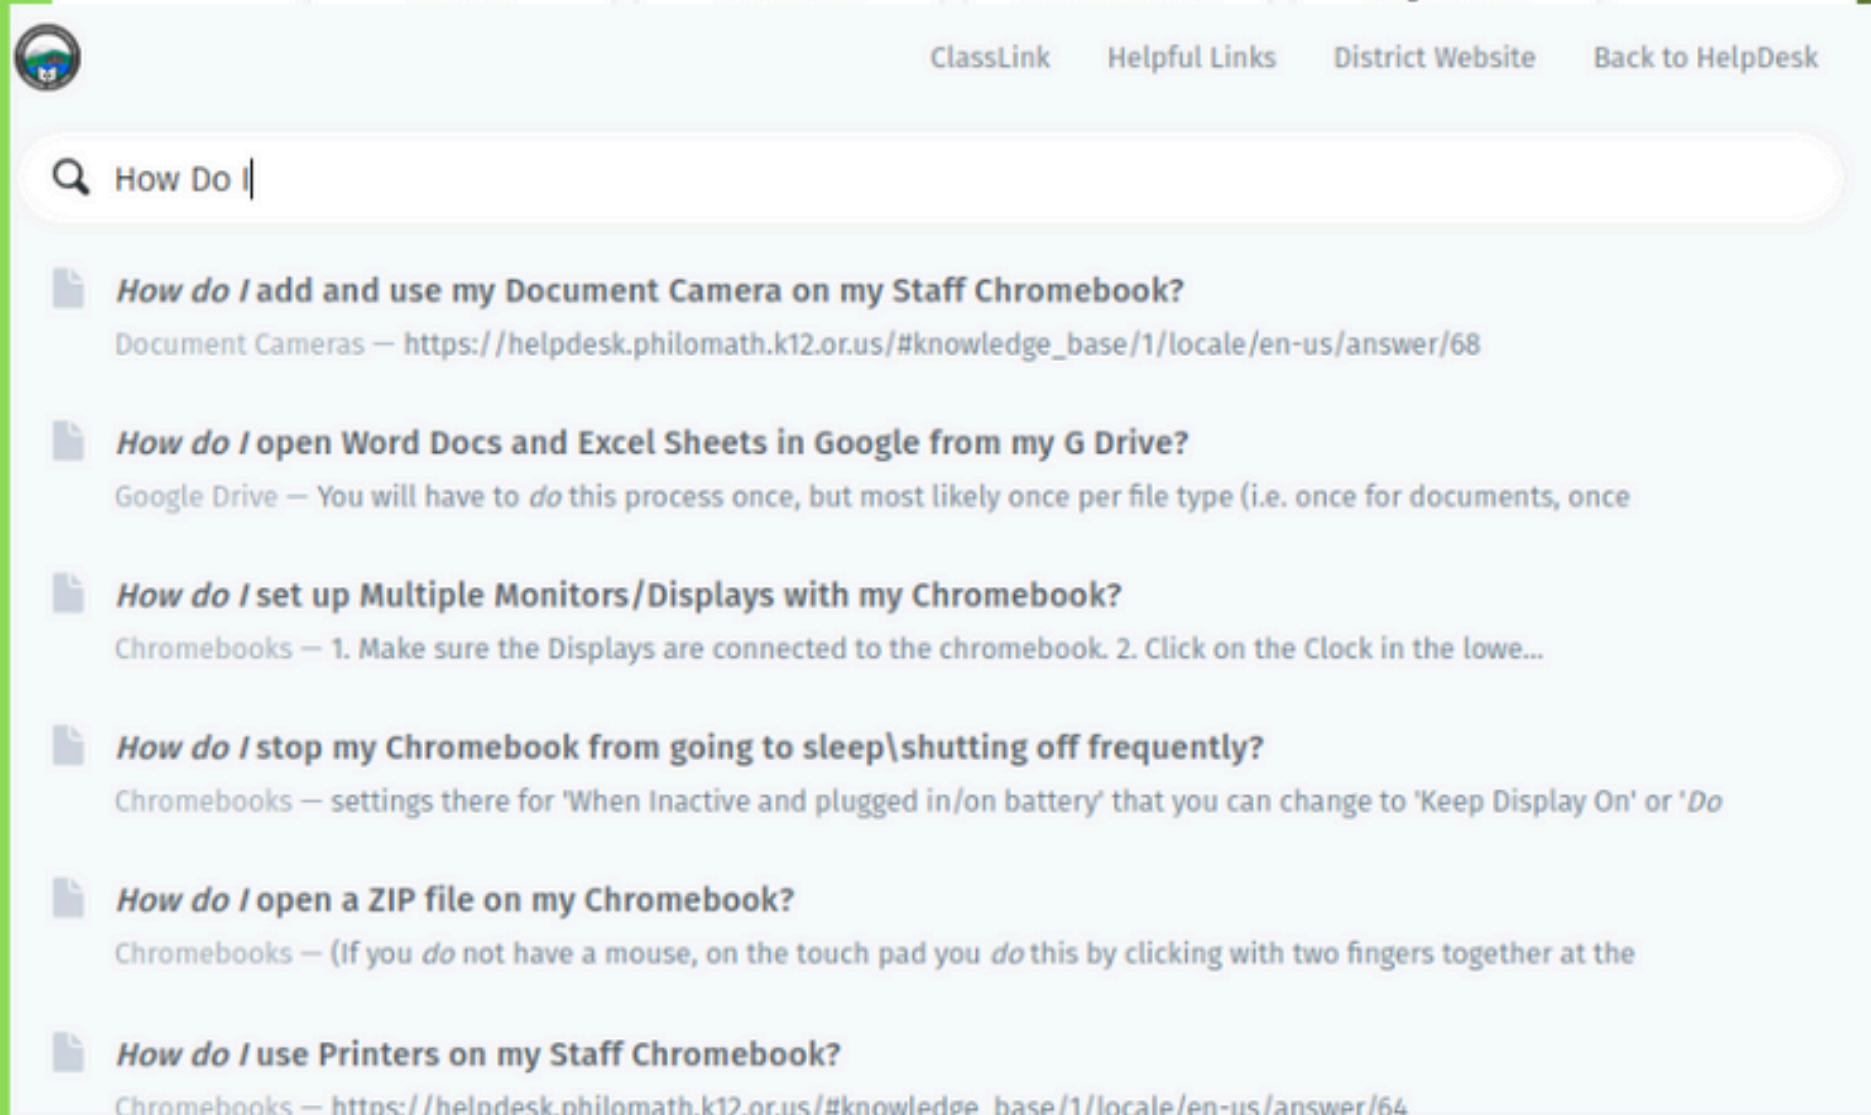 ClassLink Helpful Links District Website Back to HelpDesk
How Do I
How do I add and use my Document Camera on my Staff Chromebook?
Document Cameras — https://helpdesk.philomath.k12.or.us/#knowledge_base/1/locale/en-us/answer/68
How do I open Word Docs and Excel Sheets in Google from my G Drive?
Google Drive — You will have to do this process once, but most likely once per file type (i.e. once for documents, once
How do I set up Multiple Monitors/Displays with my Chromebook?
Chromebooks — 1. Make sure the Displays are connected to the chromebook. 2. Click on the Clock in the lowe...
How do I stop my Chromebook from going to sleep\shutting off frequently?
Chromebooks — settings there for 'When Inactive and plugged in/on battery' that you can change to 'Keep Display On' or 'Do
How do I open a ZIP file on my Chromebook?
Chromebooks — (If you do not have a mouse, on the touch pad you do this by clicking with two fingers together at the
How do I use Printers on my Staff Chromebook?
Chromebooks — https://helpdesk.philomath.k12.or.us/#knowledge_base/1/locale/en-us/answer/64